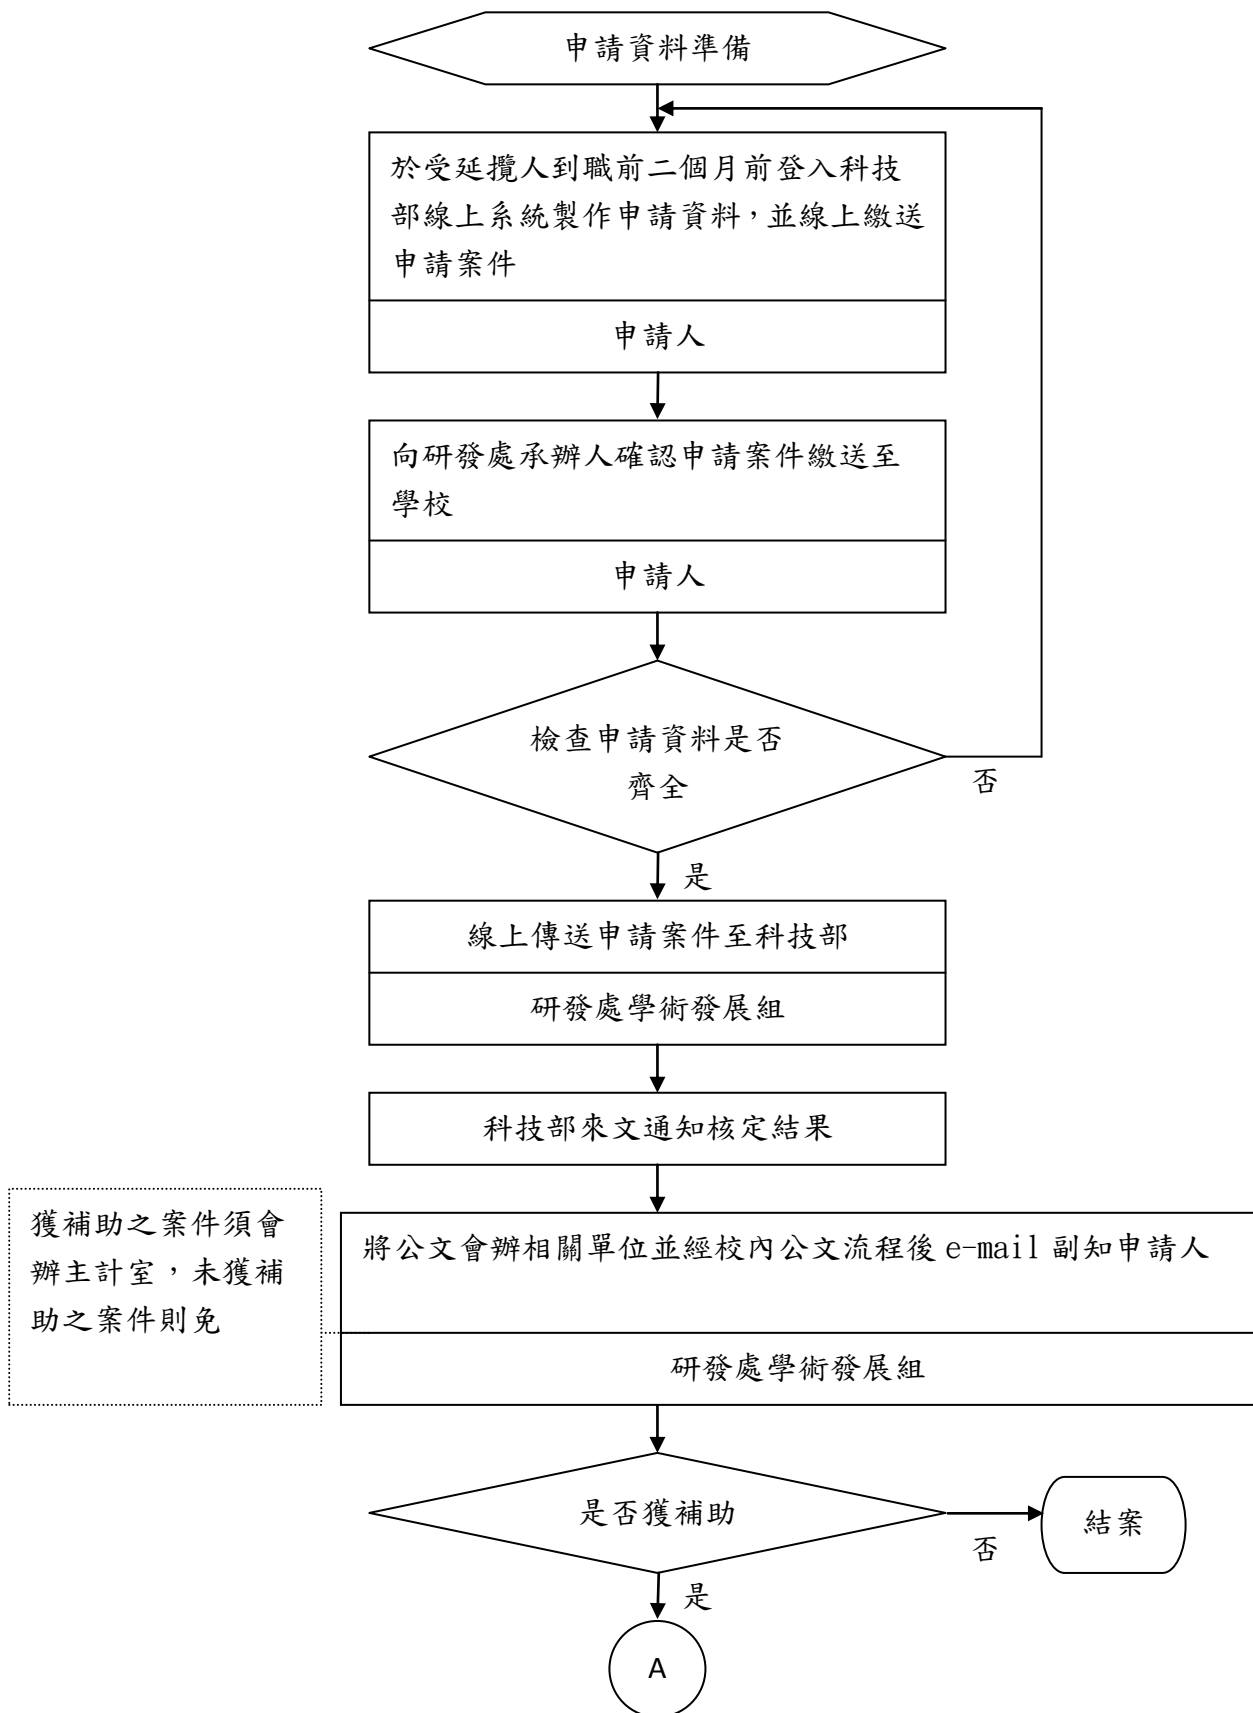 申請資料準備
於受延攬人到職前二個月前登入科技
部線上系統製作申請資料，並線上繳送
申請案件
申請人
向研發處承辦人確認申請案件繳送至
學校
申請人
檢查申請資料是否
齊全
否
是
線上傳送申請案件至科技部
研發處學術發展組
科技部來文通知核定結果
獲補助之案件須會
辦主計室，未獲補
助之案件則免
將公文會辦相關單位並經校內公文流程後 e-mail 副知申請人
研發處學術發展組
是否獲補助
否
結案
是
A